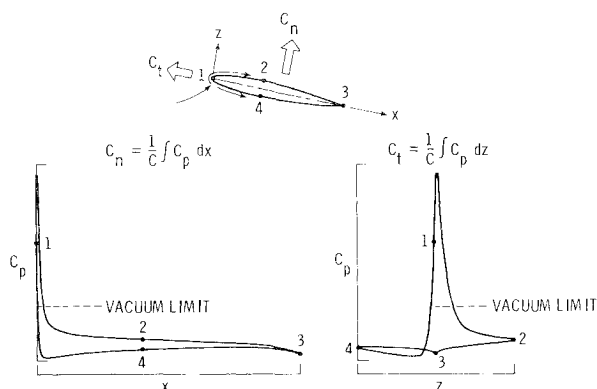 C_n
z
C_t
1
2
3
4
x
C_n = 1/C ∫ C_p dx
C_t = 1/C ∫ C_p dz
1
C_p
VACUUM LIMIT
2
4
3
x
1
C_p
VACUUM LIMIT
4
3
2
z